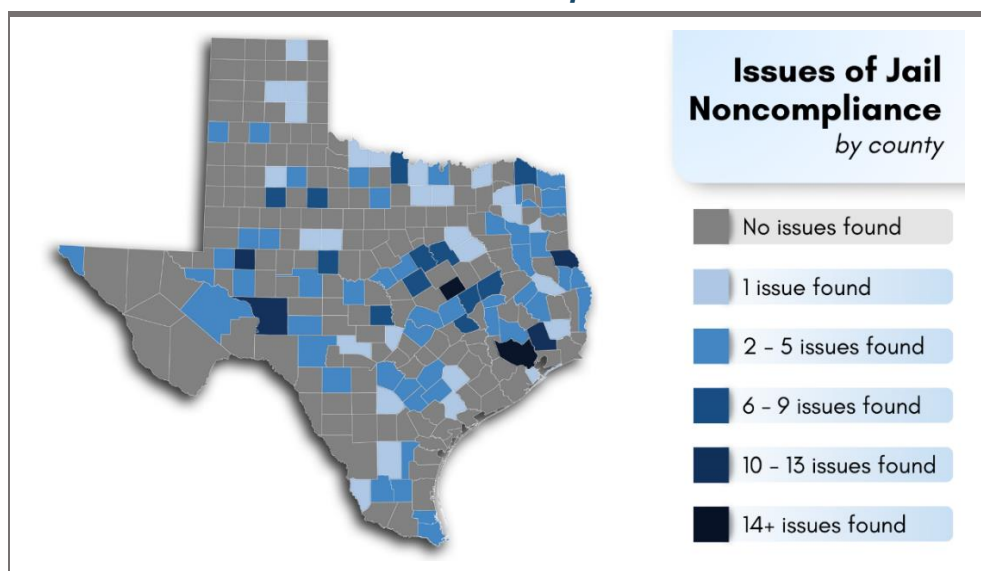 Issues of Jail
Noncompliance
by county
No issues found
1 issue found
2 - 5 issues found
6 - 9 issues found
10 - 13 issues found
14+ issues found